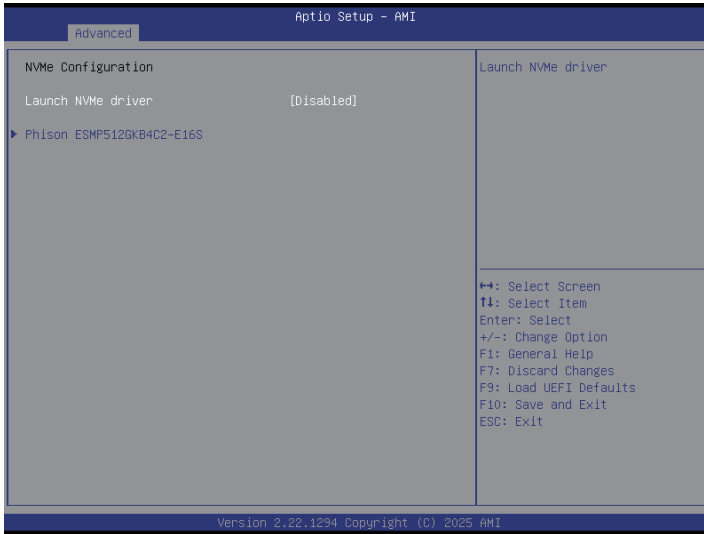 Aptio Setup – AMI
Advanced
NVMe Configuration
Launch NVMe driver [Disabled]
Phison ESMP512GKB4C2-E16S
Launch NVMe driver
↔: Select Screen
↑↓: Select Item
Enter: Select
+/-: Change Option
F1: General Help
F7: Discard Changes
F9: Load UEFI Defaults
F10: Save and Exit
ESC: Exit
Version 2.22.1294 Copyright (C) 2025 AMI